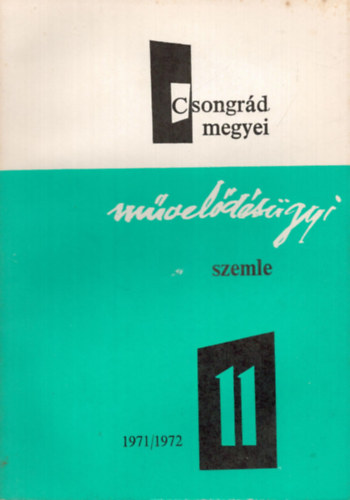 Csongrád
megyei
művelődésügyi
szemle
11
1971/1972